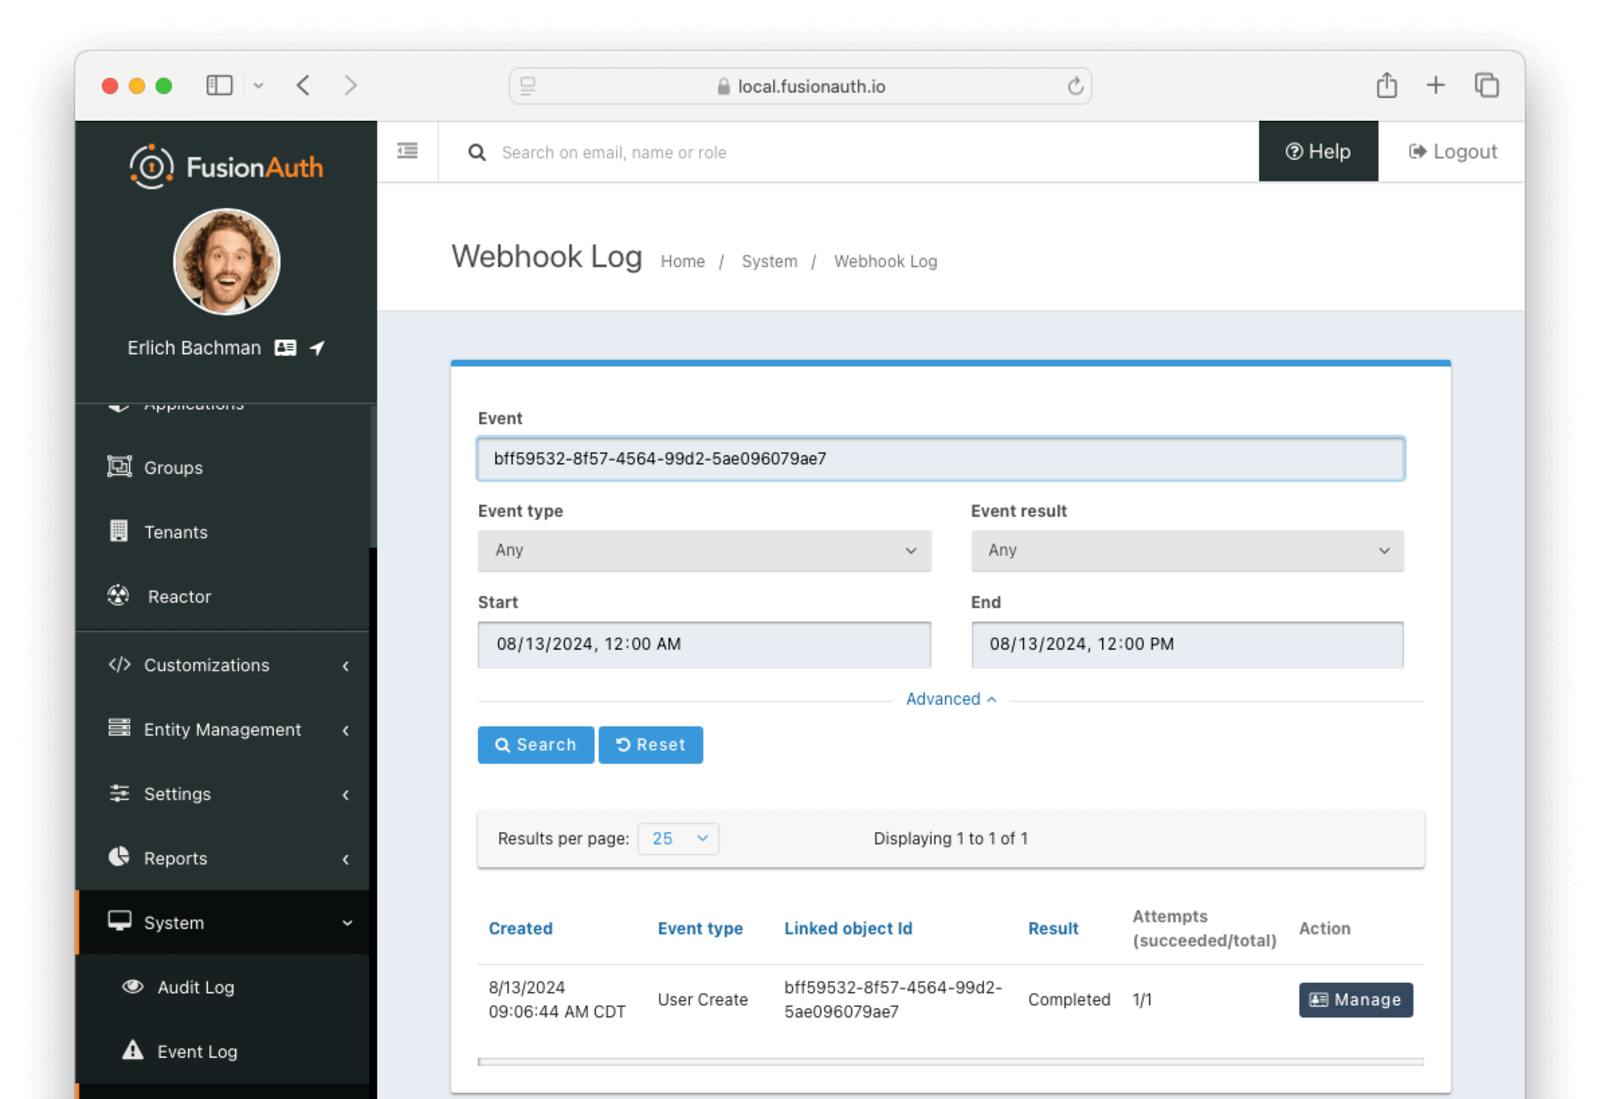 local.fusionauth.io
FusionAuth
Search on email, name or role
Help
Logout
Erlich Bachman
Applications
Groups
Tenants
Reactor
Customizations
Entity Management
Settings
Reports
System
Audit Log
Event Log
Webhook Log
Home / System / Webhook Log
Event
bff59532-8f57-4564-99d2-5ae096079ae7
Event type
Event result
Any
Any
Start
End
08/13/2024, 12:00 AM
08/13/2024, 12:00 PM
Advanced
Search
Reset
Results per page: 25
Displaying 1 to 1 of 1
Created
Event type
Linked object Id
Result
Attempts
(succeeded/total)
Action
8/13/2024
09:06:44 AM CDT
User Create
bff59532-8f57-4564-99d2-
5ae096079ae7
Completed
1/1
Manage